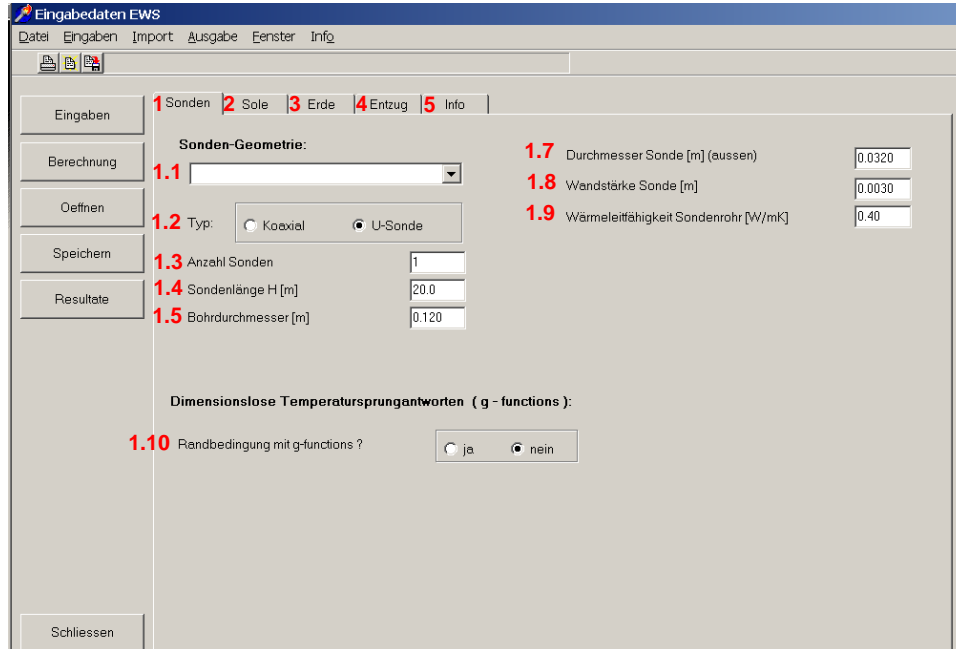 Eingabedaten EWS
Datei Eingaben Import Ausgabe Fenster Info
1 Sonden 2 Sole 3 Erde 4 Entzug 5 Info
Eingaben
Berechnung
Oeffnen
Speichern
Resultate
Schliessen
Sonden-Geometrie:
1.1
1.2 Typ: Koaxial U-Sonde
1.3 Anzahl Sonden 1
1.4 Sondenlänge H [m] 20.0
1.5 Bohrdurchmesser [m] 0.120
1.7 Durchmesser Sonde [m] (aussen) 0.0320
1.8 Wandstärke Sonde [m] 0.0030
1.9 Wärmeleitfähigkeit Sondenrohr [W/mK] 0.40
Dimensionslose Temperatursprungantworten ( g - functions ):
1.10 Randbedingung mit g-functions ? ja nein